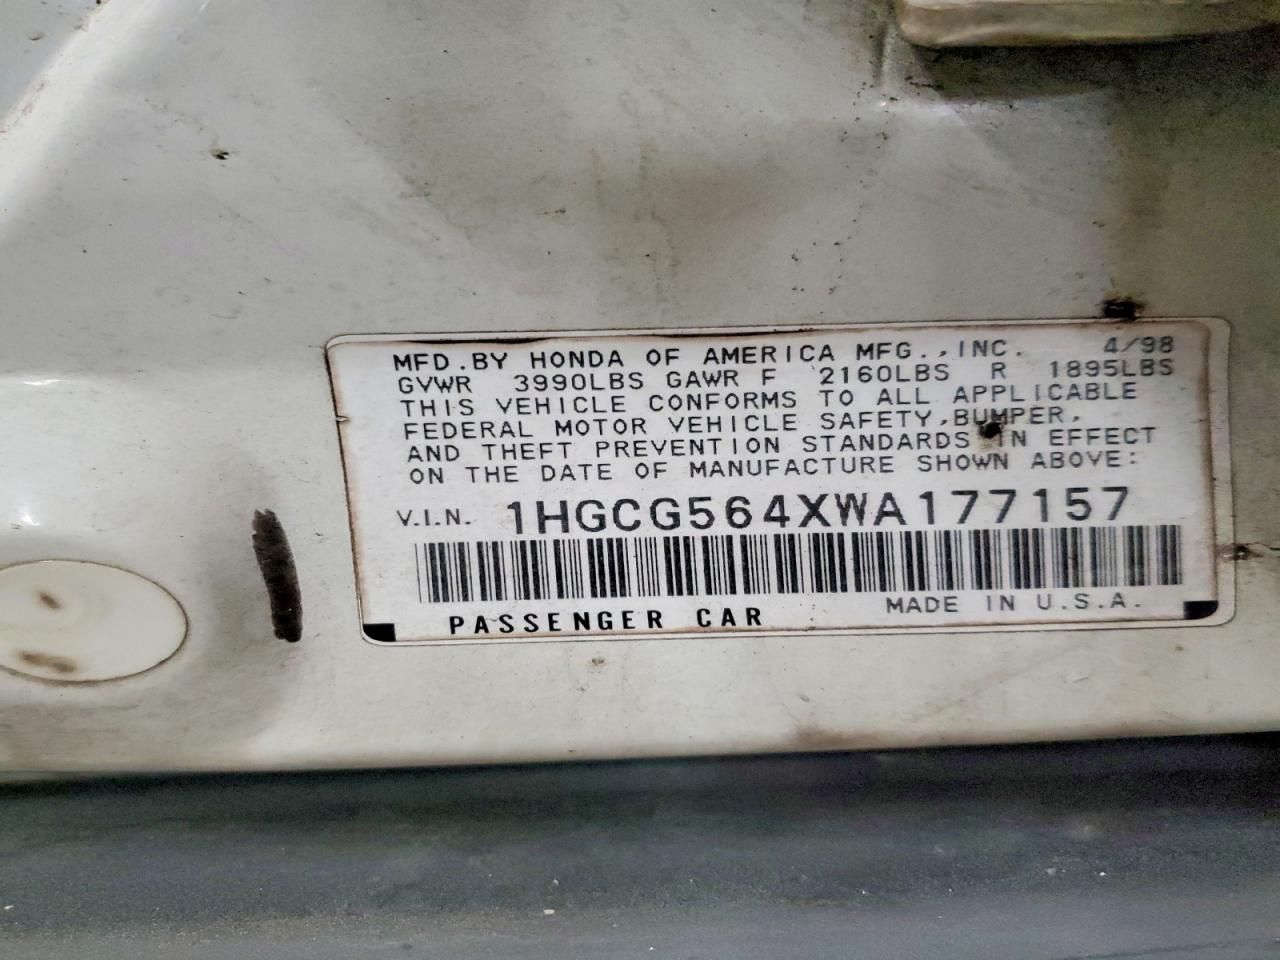 MFD. BY HONDA OF AMERICA MFG., INC. 4/98
GVWR 3990LBS GAWR F 2160LBS R 1895LBS
THIS VEHICLE CONFORMS TO ALL APPLICABLE
FEDERAL MOTOR VEHICLE SAFETY, BUMPER,
AND THEFT PREVENTION STANDARDS IN EFFECT
ON THE DATE OF MANUFACTURE SHOWN ABOVE:
V.I.N. 1HGCG564XWA177157
PASSENGER CAR MADE IN U.S.A.